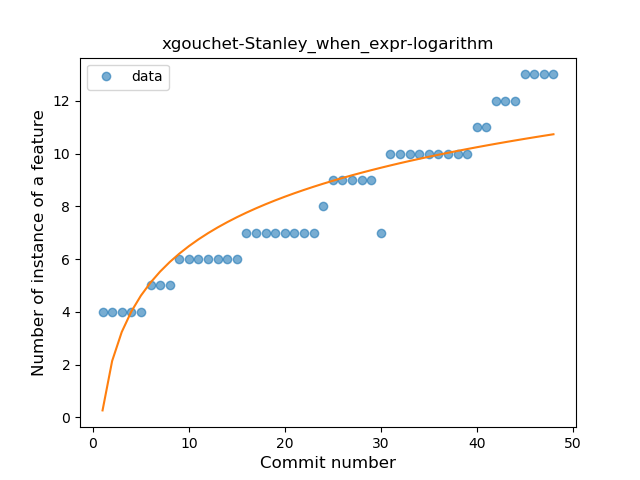 xgouchet-Stanley_when_expr-logarithm
data
Number of instance of a feature
12
10
8
6
4
2
0
0 10 20 30 40 50
Commit number